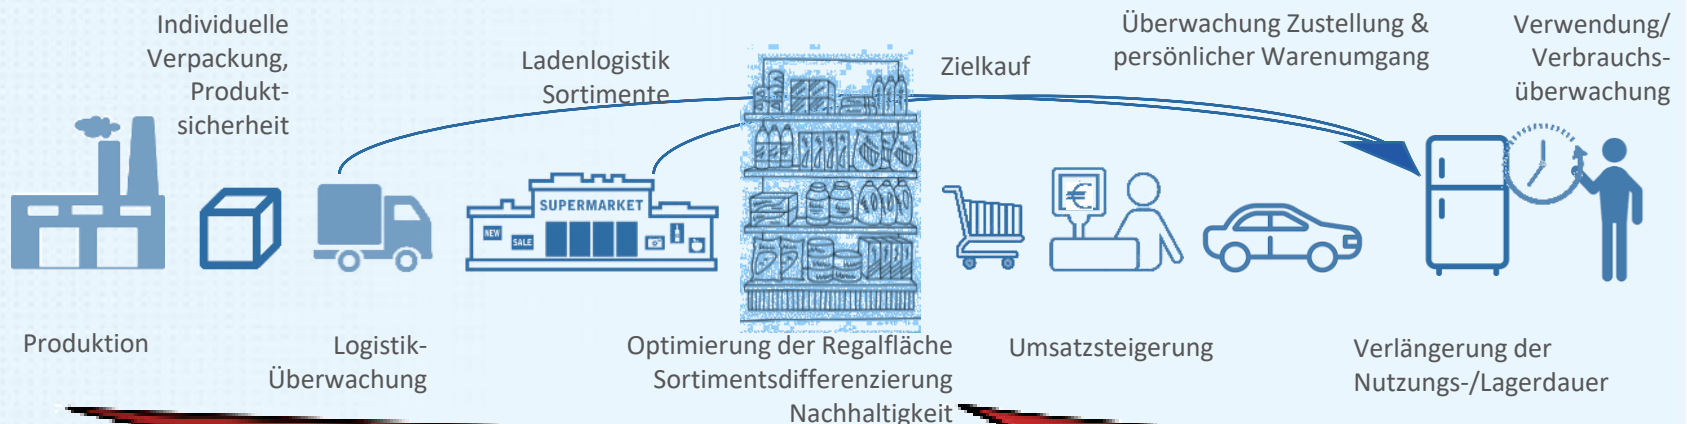 Individuelle
Verpackung,
Produkt-
sicherheit
Ladenlogistik
Sortimente
Zielkauf
Überwachung Zustellung &
persönlicher Warenumgang
Verwendung/
Verbrauchs-
überwachung
SUPERMARKET
NEW
SALE
€
Produktion
Logistik-
Überwachung
Optimierung der Regalfläche
Sortimentsdifferenzierung
Nachhaltigkeit
Umsatzsteigerung
Verlängerung der
Nutzungs-/Lagerdauer